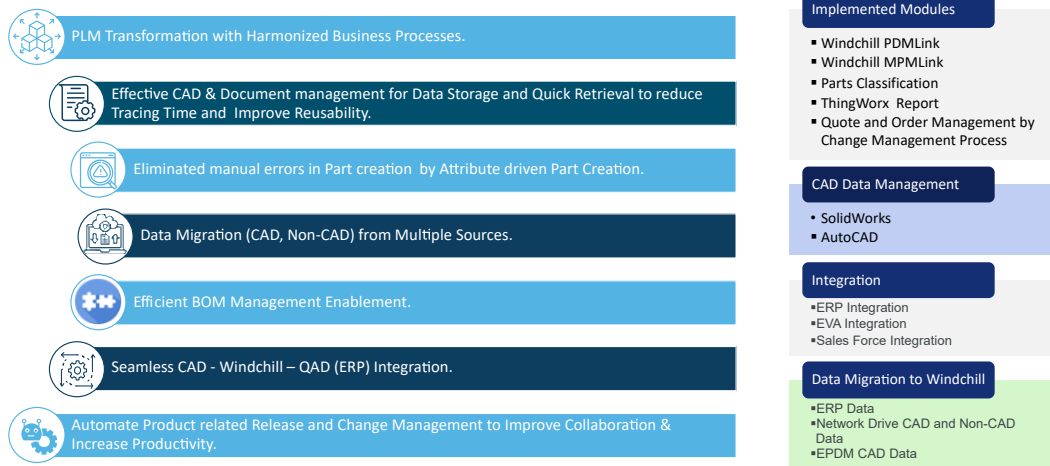 PLM Transformation with Harmonized Business Processes.
Effective CAD & Document management for Data Storage and Quick Retrieval to reduce
Tracing Time and Improve Reusability.
Eliminated manual errors in Part creation by Attribute driven Part Creation.
Data Migration (CAD, Non-CAD) from Multiple Sources.
Efficient BOM Management Enablement.
Seamless CAD - Windchill – QAD (ERP) Integration.
Automate Product related Release and Change Management to Improve Collaboration &
Increase Productivity.
Implemented Modules
▪ Windchill PDMLink
▪ Windchill MPMLink
▪ Parts Classification
▪ ThingWorx Report
▪ Quote and Order Management by
Change Management Process
CAD Data Management
• SolidWorks
▪ AutoCAD
Integration
▪ERP Integration
▪EVA Integration
▪Sales Force Integration
Data Migration to Windchill
▪ERP Data
▪Network Drive CAD and Non-CAD
Data
▪EPDM CAD Data